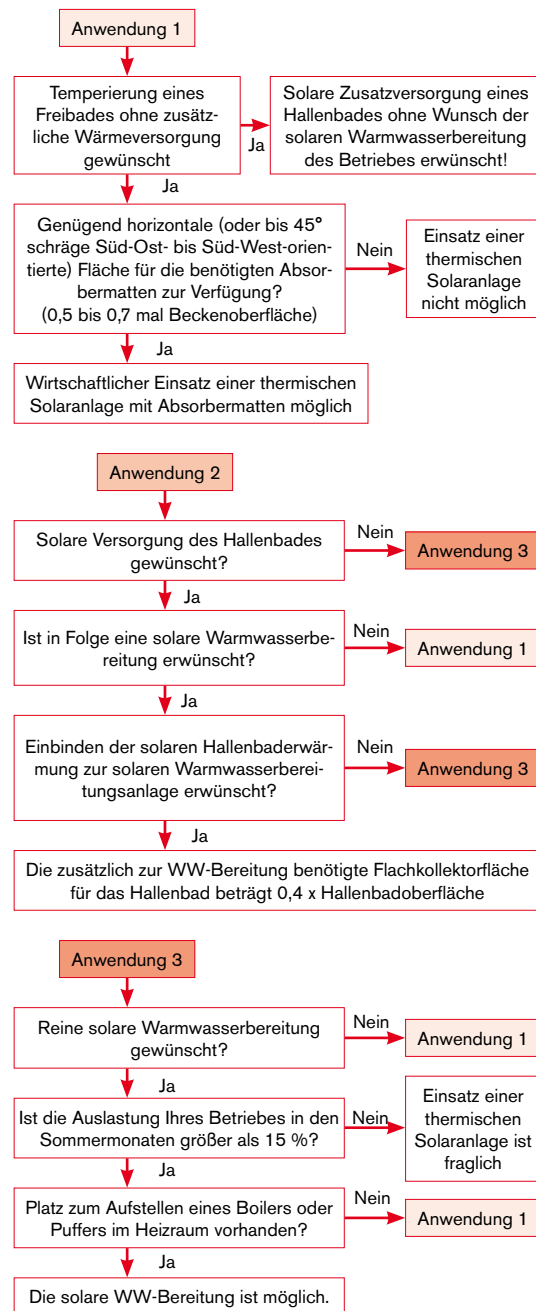 Anwendung 1
Temperierung eines
Freibades ohne zusätz-
liche Wärmeversorgung
gewünscht
Ja
Solare Zusatzversorgung eines
Hallenbades ohne Wunsch der
solaren Warmwasserbereitung
des Betriebes erwünscht!
Ja
Genügend horizontale (oder bis 45°
schräge Süd-Ost- bis Süd-West-orien-
tierte) Fläche für die benötigten Absor-
bermatten zur Verfügung?
(0,5 bis 0,7 mal Beckenoberfläche)
Nein
Einsatz einer
thermischen
Solaranlage
nicht möglich
Ja
Wirtschaftlicher Einsatz einer thermischen
Solaranlage mit Absorbermatten möglich
Anwendung 2
Solare Versorgung des Hallenbades
gewünscht?
Nein
Anwendung 3
Ja
Ist in Folge eine solare Warmwasserbe-
reitung erwünscht?
Nein
Anwendung 1
Ja
Einbinden der solaren Hallenbaderwär-
mung zur solaren Warmwasserberei-
tungsanlage erwünscht?
Nein
Anwendung 3
Ja
Die zusätzlich zur WW-Bereitung benötigte Flachkollektorfläche
für das Hallenbad beträgt 0,4 x Hallenbadoberfläche
Anwendung 3
Reine solare Warmwasserbereitung
gewünscht?
Nein
Anwendung 1
Ja
Ist die Auslastung Ihres Betriebes in den
Sommermonaten größer als 15 %?
Nein
Einsatz einer
thermischen
Solaranlage ist
fraglich
Ja
Platz zum Aufstellen eines Boilers oder
Puffers im Heizraum vorhanden?
Nein
Anwendung 1
Ja
Die solare WW-Bereitung ist möglich.